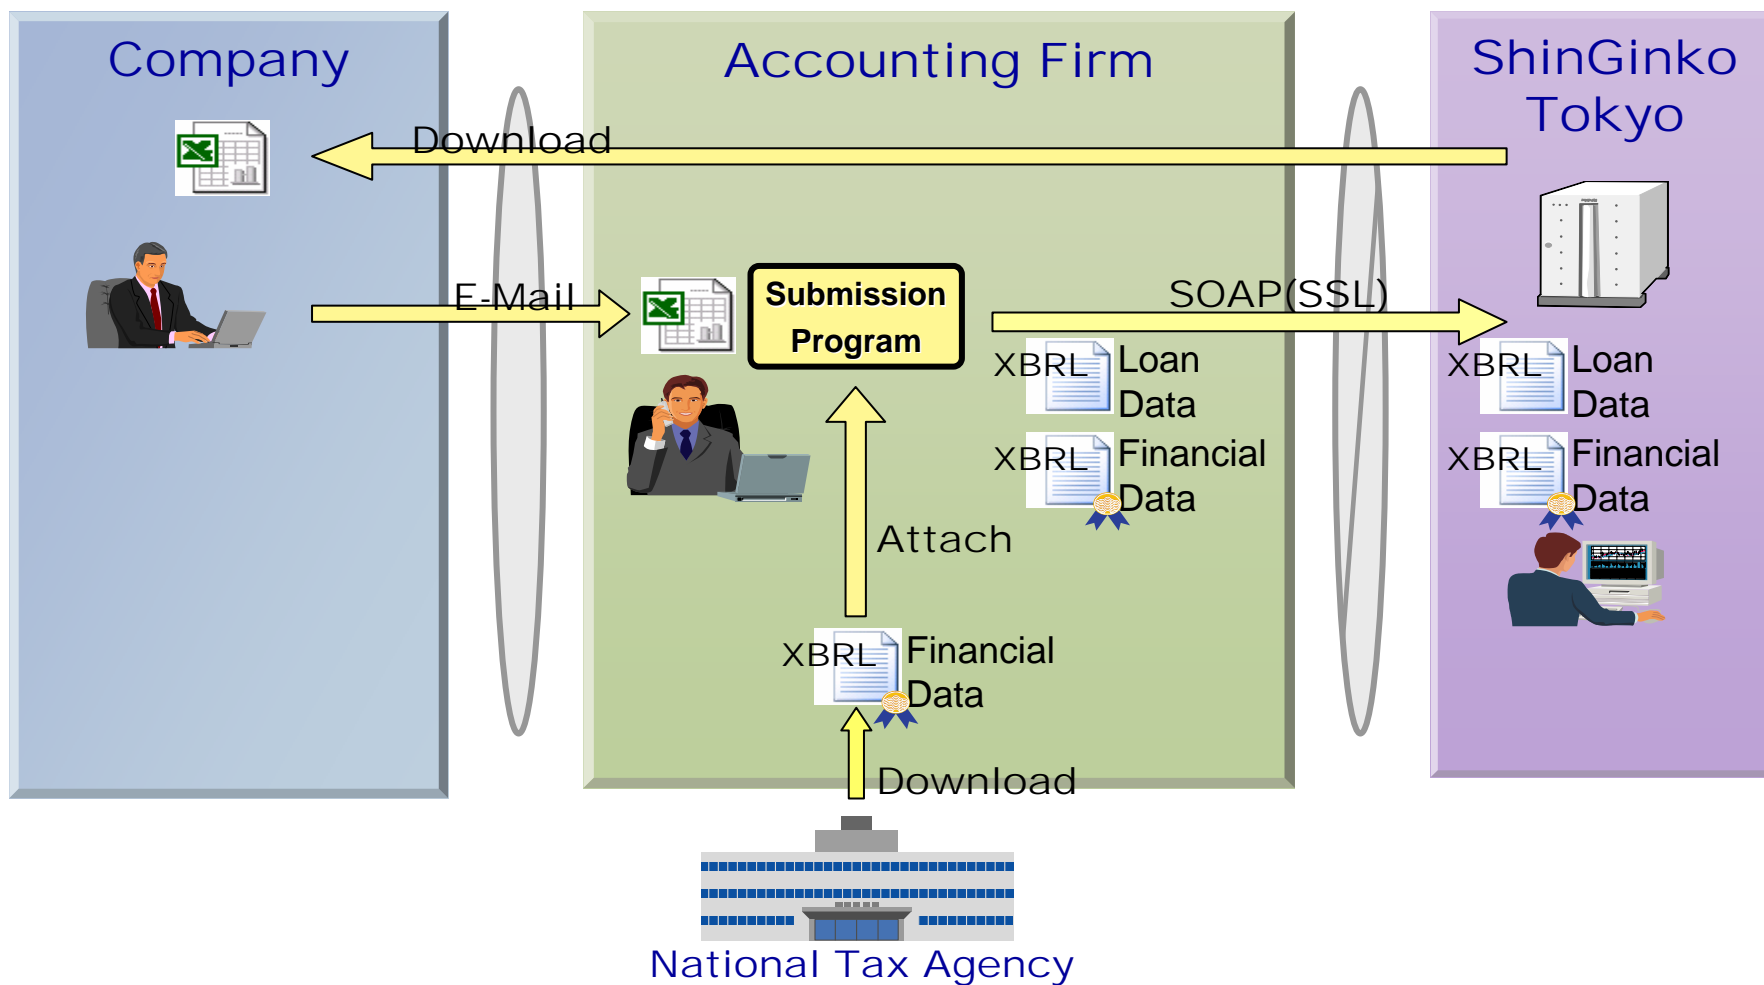 Company
Accounting Firm
ShinGinko
Tokyo
Download
E-Mail
Submission
Program
SOAP(SSL)
XBRL
Loan
Data
XBRL
Financial
Data
XBRL
Loan
Data
XBRL
Financial
Data
Attach
XBRL
Financial
Data
Download
National Tax Agency